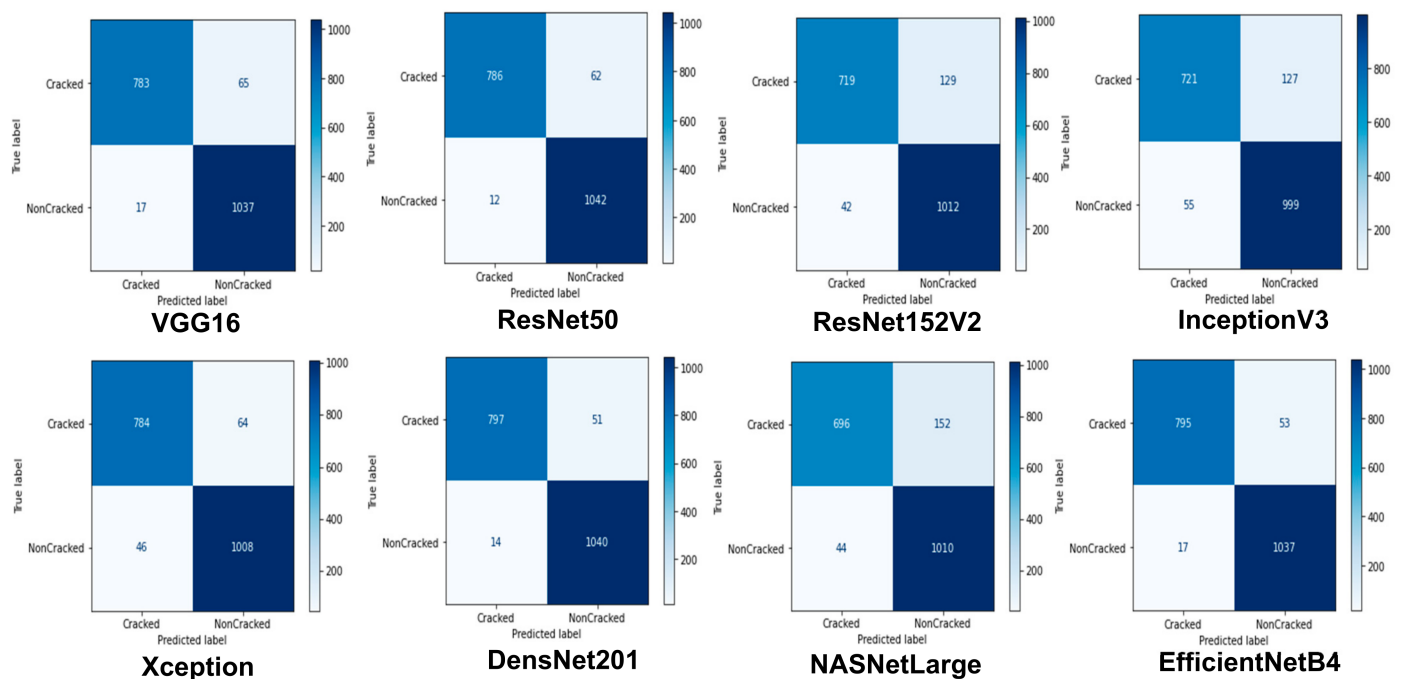 1000
Cracked 783 65
800
600
True label
400
NonCracked 17 1037
200
Cracked NonCracked
Predicted label
VGG16
1000
Cracked 786 62
800
600
True label
400
NonCracked 12 1042
200
Cracked NonCracked
Predicted label
ResNet50
1000
Cracked 719 129
800
600
True label
400
NonCracked 42 1012
200
Cracked NonCracked
Predicted label
ResNet152V2
Cracked 721 127
800
600
True label
400
NonCracked 55 999
200
Cracked NonCracked
Predicted label
InceptionV3
1000
Cracked 784 64
800
600
True label
400
NonCracked 46 1008
200
Cracked NonCracked
Predicted label
Xception
1000
Cracked 797 51
800
600
True label
400
NonCracked 14 1040
200
Cracked NonCracked
Predicted label
DensNet201
1000
Cracked 696 152
800
600
True label
400
NonCracked 44 1010
200
Cracked NonCracked
Predicted label
NASNetLarge
1000
Cracked 795 53
800
600
True label
400
NonCracked 17 1037
200
Cracked NonCracked
Predicted label
EfficientNetB4